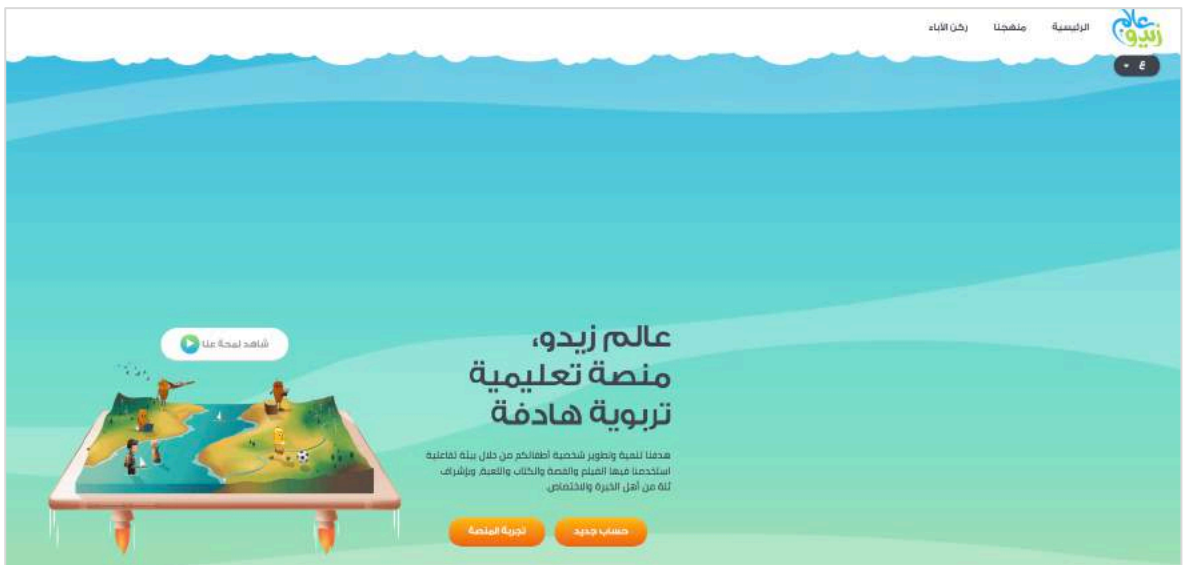 عالم زيدو
الرئيسية
منهجنا
ركن الآباء
ع
عالم زيدو،
منصة تعليمية
تربوية هادفة
هدفنا تنمية وتطوير شخصية أطفالكم من خلال بيئة تفاعلية
استخدمنا فيها الفيلم والقصة والكتاب واللعبة، وبإشراف
ثلة من أهل الخبرة والاختصاص.
حساب جديد
تجربة المنصة
شاهد لمحة عنا